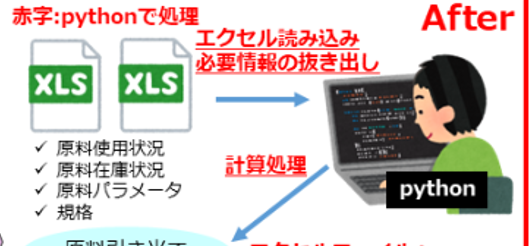 赤字:pythonで処理
After
エクセル読み込み
必要情報の抜き出し
XLS
XLS
✓ 原料使用状況
✓ 原料在庫状況
✓ 原料パラメータ
✓ 規格
計算処理
python